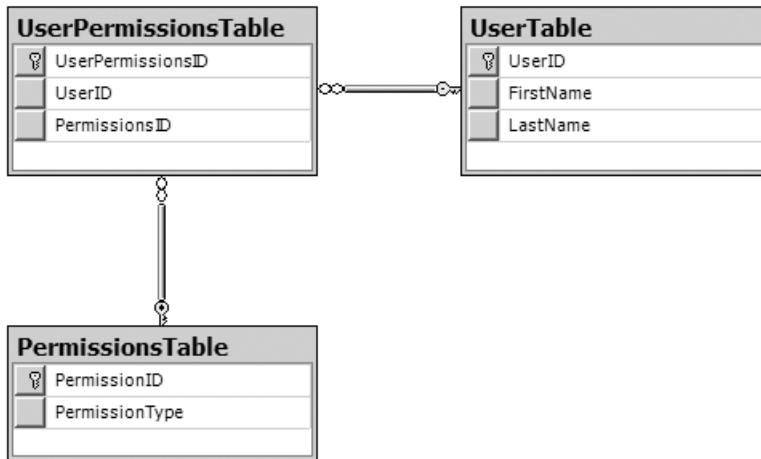 UserPermissionsTable
UserPermissionsID
UserID
PermissionsID
UserTable
UserID
FirstName
LastName
PermissionsTable
PermissionID
PermissionType